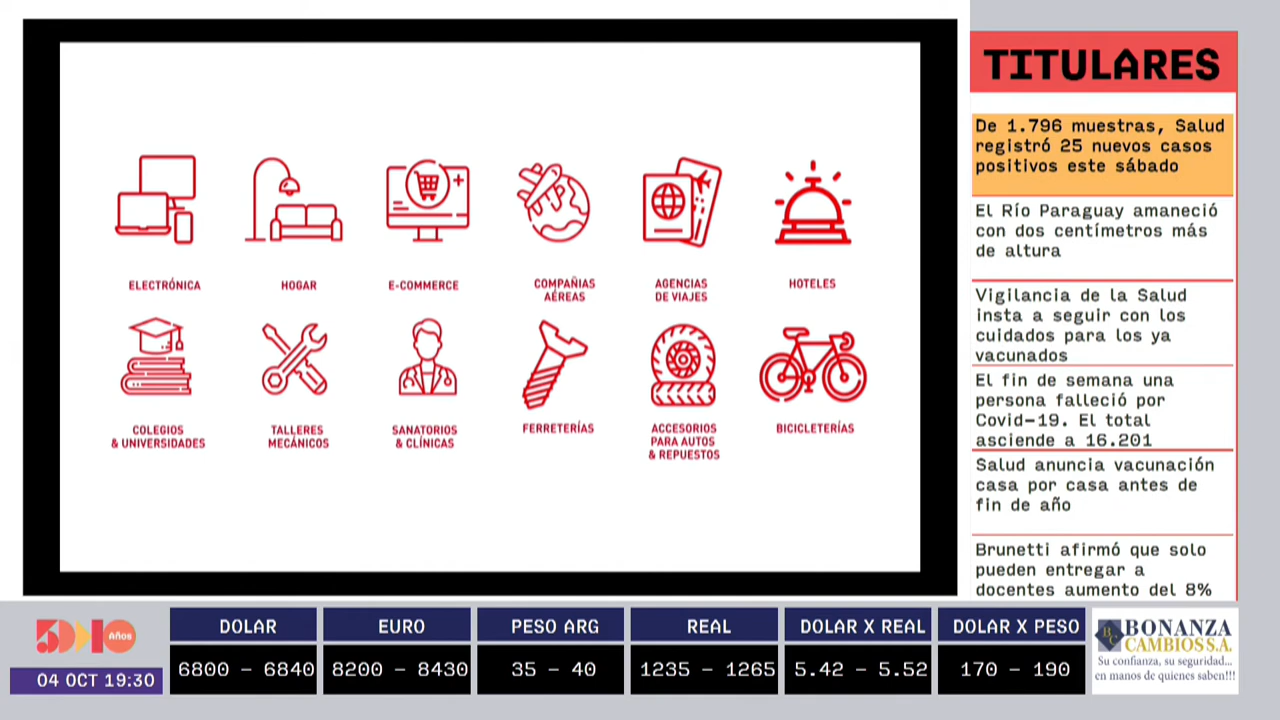 ELECTRÓNICA
HOGAR
E-COMMERCE
COMPAÑIAS
AÉREAS
AGENCIAS
DE VIAJES
HOTELES
COLEGIOS
& UNIVERSIDADES
TALLERES
MECÁNICOS
SANATORIOS
& CLÍNICAS
FERRETERÍAS
ACCESORIOS
PARA AUTOS
& REPUESTOS
BICICLETERÍAS
TITULARES
De 1.796 muestras, Salud
registró 25 nuevos casos
positivos este sábado
El Río Paraguay amaneció
con dos centímetros más
de altura
Vigilancia de la Salud
insta a seguir con los
cuidados para los ya
vacunados
El fin de semana una
persona falleció por
Covid-19. El total
asciende a 16.201
Salud anuncia vacunación
casa por casa antes de
fin de año
Brunetti afirmó que solo
pueden entregar a
docentes aumento del 8%
Años
04 OCT 19:30
DOLAR
6800 - 6840
EURO
8200 - 8430
PESO ARG
35 - 40
REAL
1235 - 1265
DOLAR X REAL
5.42 - 5.52
DOLAR X PESO
170 - 190
BONANZA
CAMBIOS S.A.
Su confianza, su seguridad...
en manos de quienes saben!!!